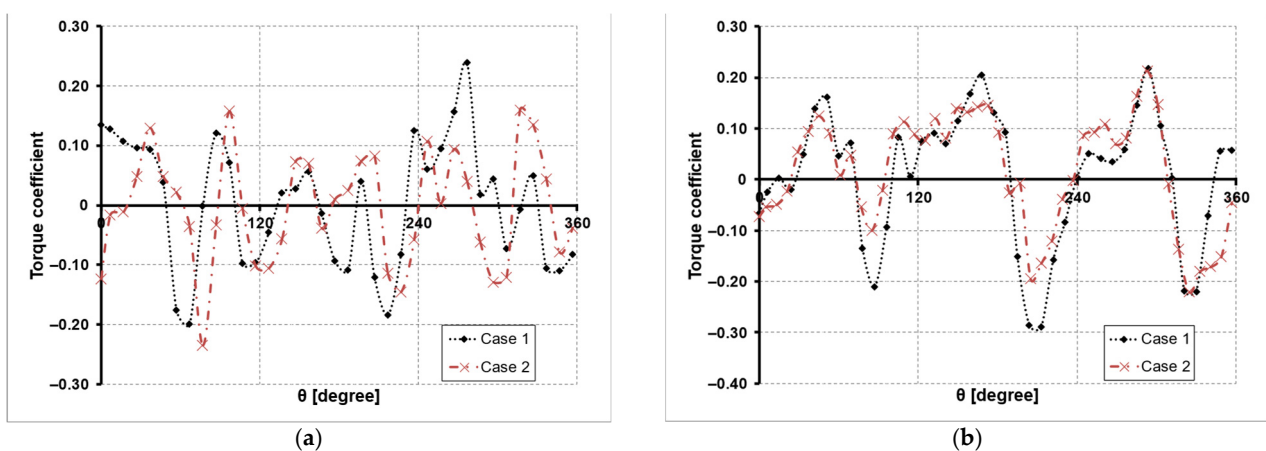 0.30
0.20
0.10
0
–0.10
–0.20
–0.30
0
120
240
360
Torque coefficient
θ [degree]
Case 1
Case 2
(a)
0.30
0.20
0.10
0
–0.10
–0.20
–0.30
–0.40
0
120
240
360
Torque coefficient
θ [degree]
Case 1
Case 2
(b)